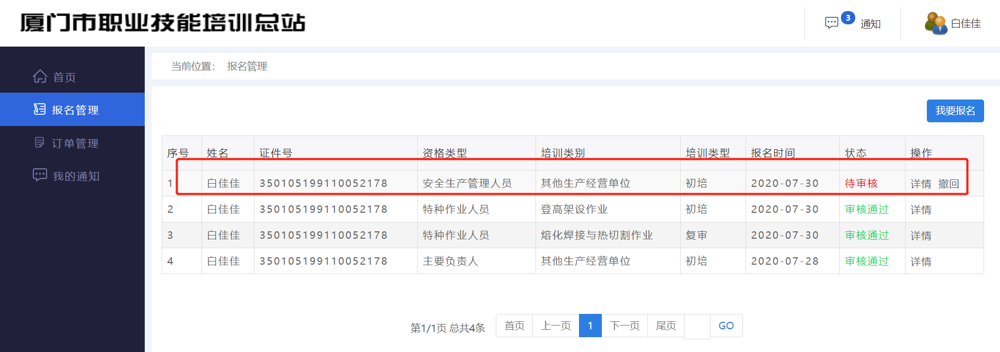 厦门市职业技能培训总站
3 通知 白佳佳
首页
报名管理
订单管理
我的通知
当前位置： 报名管理
我要报名
序号 姓名 证件号 资格类型 培训类别 培训类型 报名时间 状态 操作
1 白佳佳 350105199110052178 安全生产管理人员 其他生产经营单位 初培 2020-07-30 待审核 详情 撤回
2 白佳佳 350105199110052178 特种作业人员 登高架设作业 初培 2020-07-30 审核通过 详情
3 白佳佳 350105199110052178 特种作业人员 熔化焊接与热切割作业 复审 2020-07-30 审核通过 详情
4 白佳佳 350105199110052178 主要负责人 其他生产经营单位 初培 2020-07-28 审核通过 详情
第1/1页 总共4条 首页 上一页 1 下一页 尾页 GO